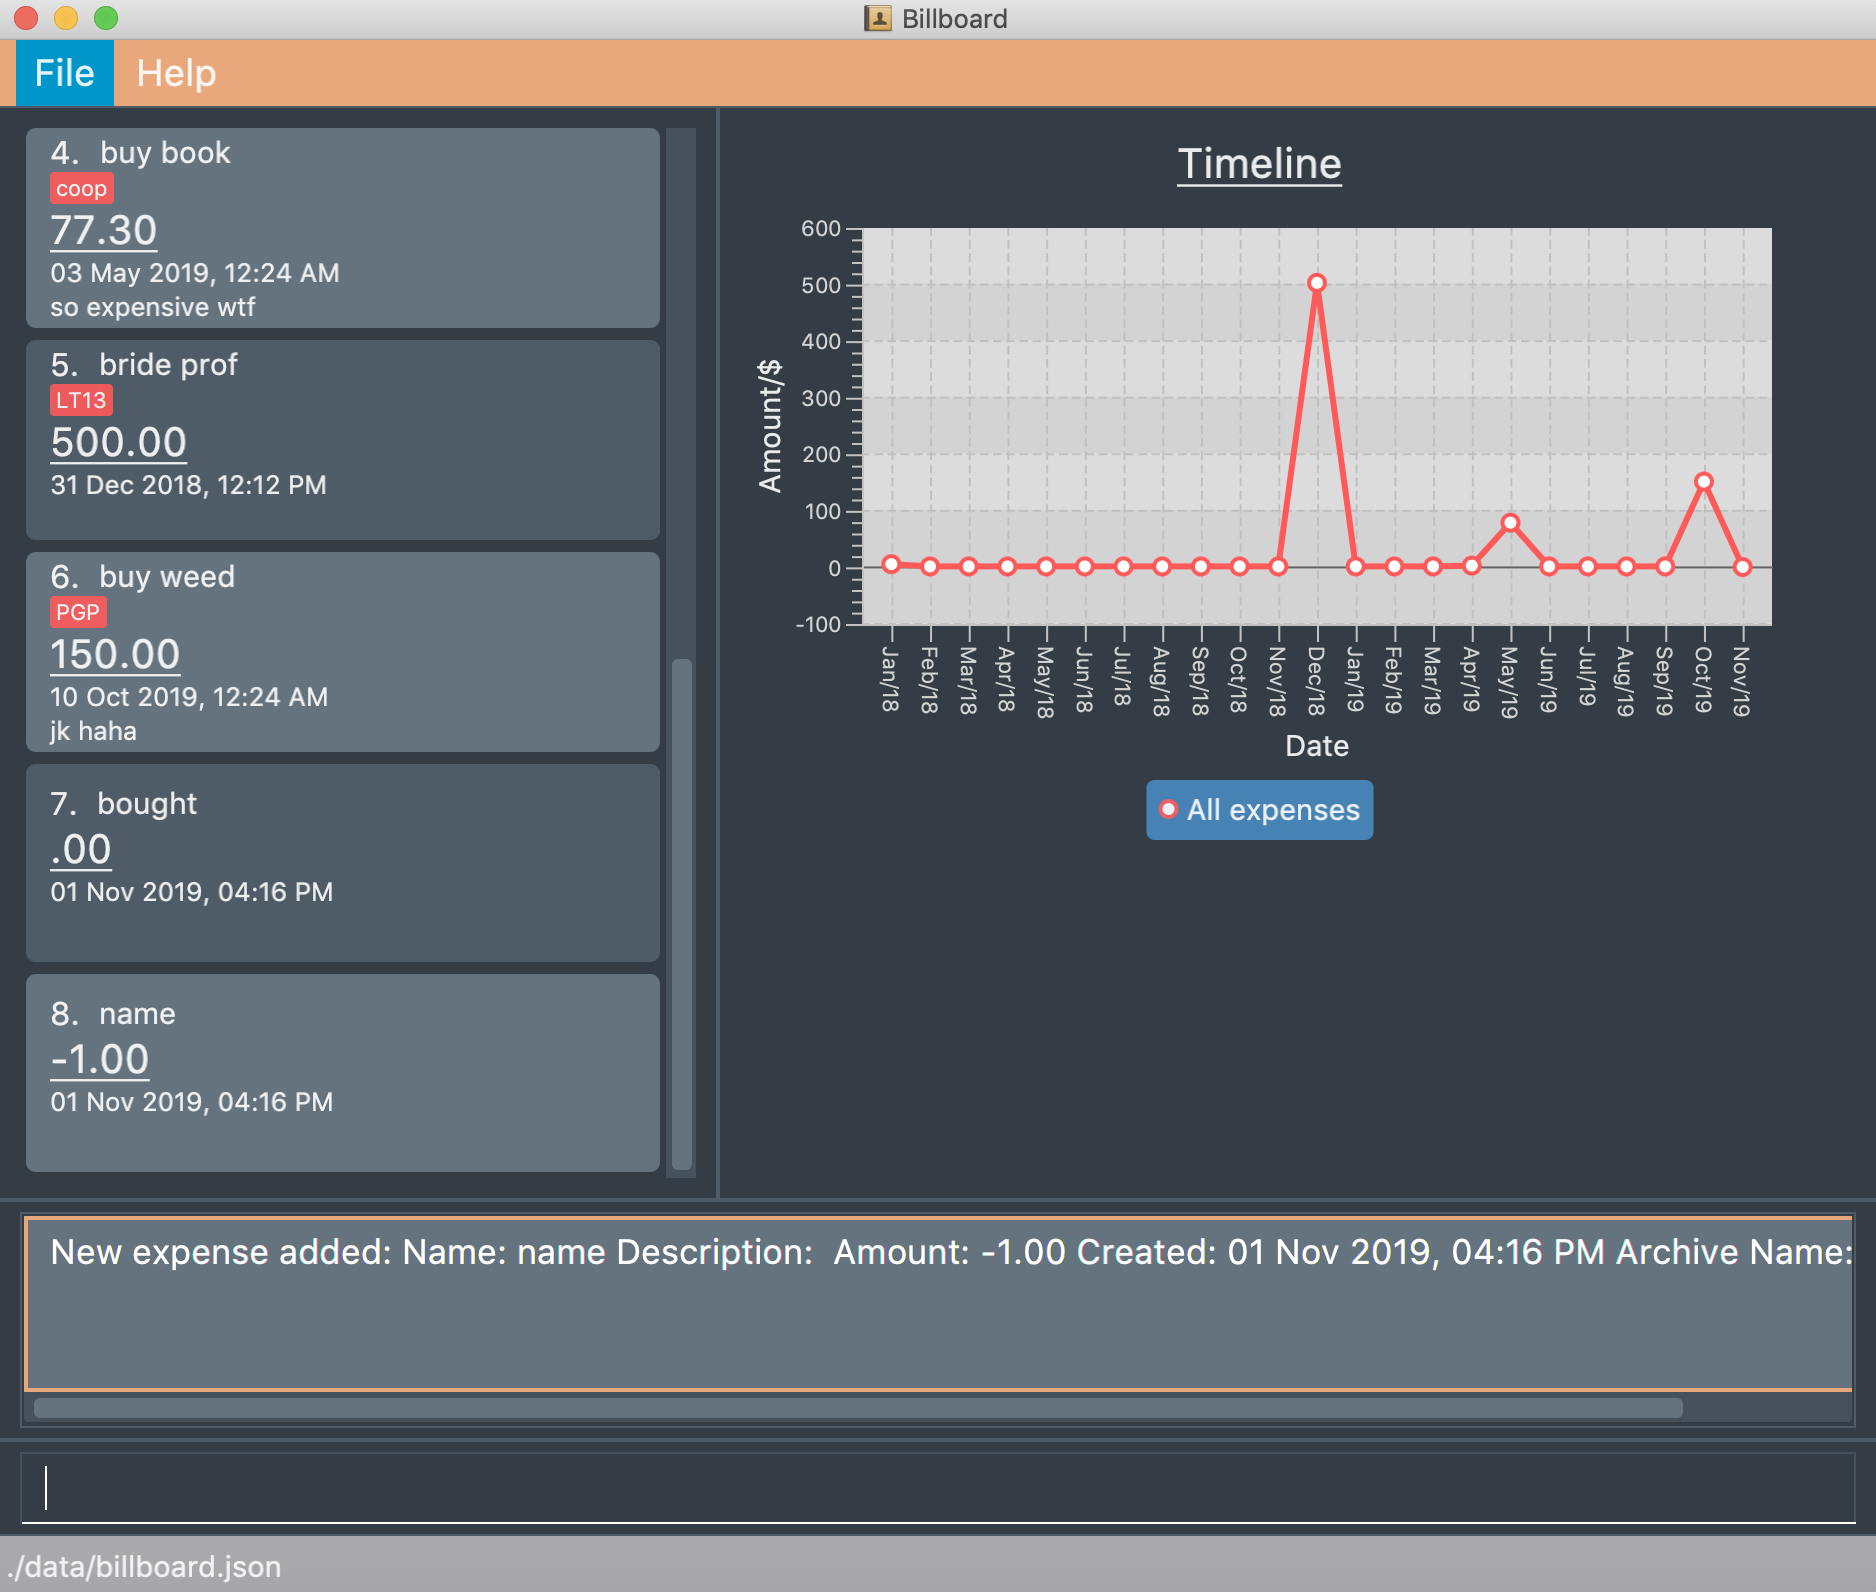 Billboard
File Help
4. buy book
coop
77.30
03 May 2019, 12:24 AM
so expensive wtf
5. bride prof
LT13
500.00
31 Dec 2018, 12:12 PM
6. buy weed
PGP
150.00
10 Oct 2019, 12:24 AM
jk haha
7. bought
.00
01 Nov 2019, 04:16 PM
8. name
-1.00
01 Nov 2019, 04:16 PM
Timeline
Amount/$
600
500
400
300
200
100
0
-100
Jan/18
Feb/18
Mar/18
Apr/18
May/18
Jun/18
Jul/18
Aug/18
Sep/18
Oct/18
Nov/18
Dec/18
Jan/19
Feb/19
Mar/19
Apr/19
May/19
Jun/19
Jul/19
Aug/19
Sep/19
Oct/19
Nov/19
Date
All expenses
New expense added: Name: name Description: Amount: -1.00 Created: 01 Nov 2019, 04:16 PM Archive Name:
./data/billboard.json